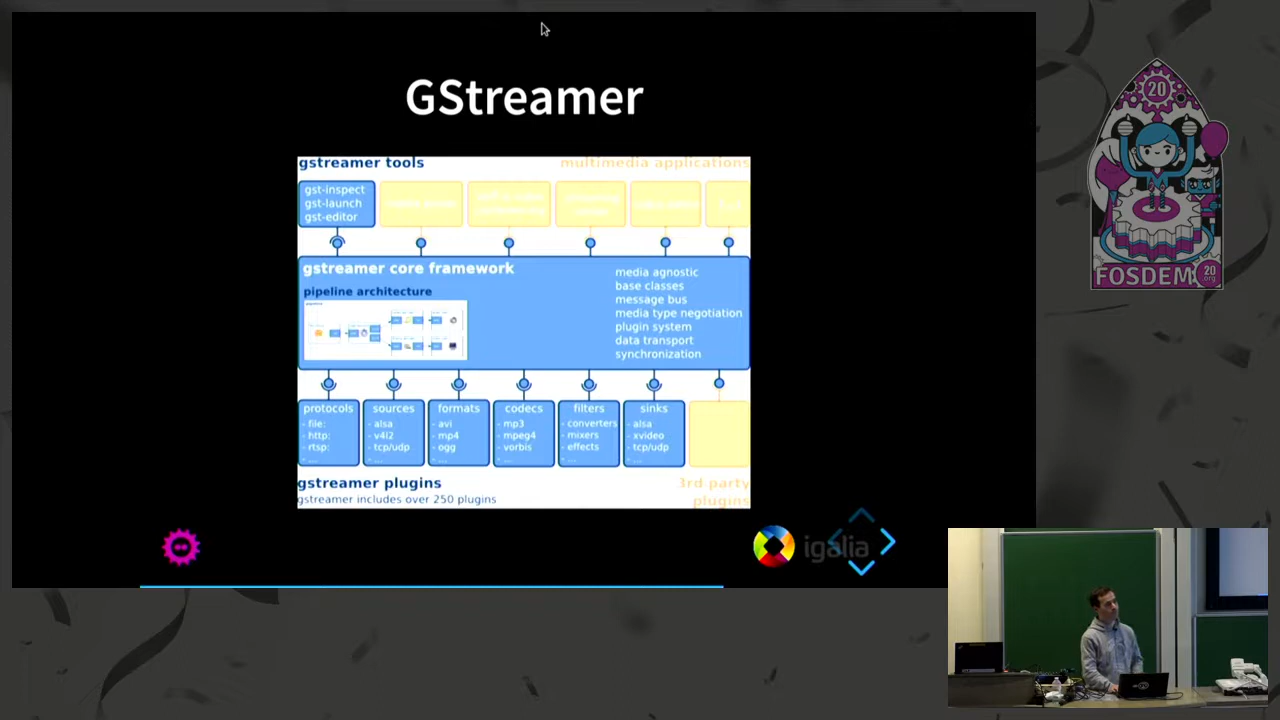 GStreamer
gstreamer tools
multimedia applications
gst-inspect
gst-launch
gst-editor
gstreamer core framework
pipeline architecture
media agnostic
base classes
message bus
media type negotiation
plugin system
data transport
synchronization
protocols
- file:
- http:
- rtsp:
- ...
sources
- alsa
- v4l2
- tcp/udp
- ...
formats
- avi
- mp4
- ogg
- ...
codecs
- mp3
- mpeg4
- vorbis
- ...
filters
- converters
- mixers
- effects
- ...
sinks
- alsa
- xvideo
- tcp/udp
- ...
gstreamer plugins
gstreamer includes over 250 plugins
3rd party
plugins
igalia
20
FOSDEM
20
.org